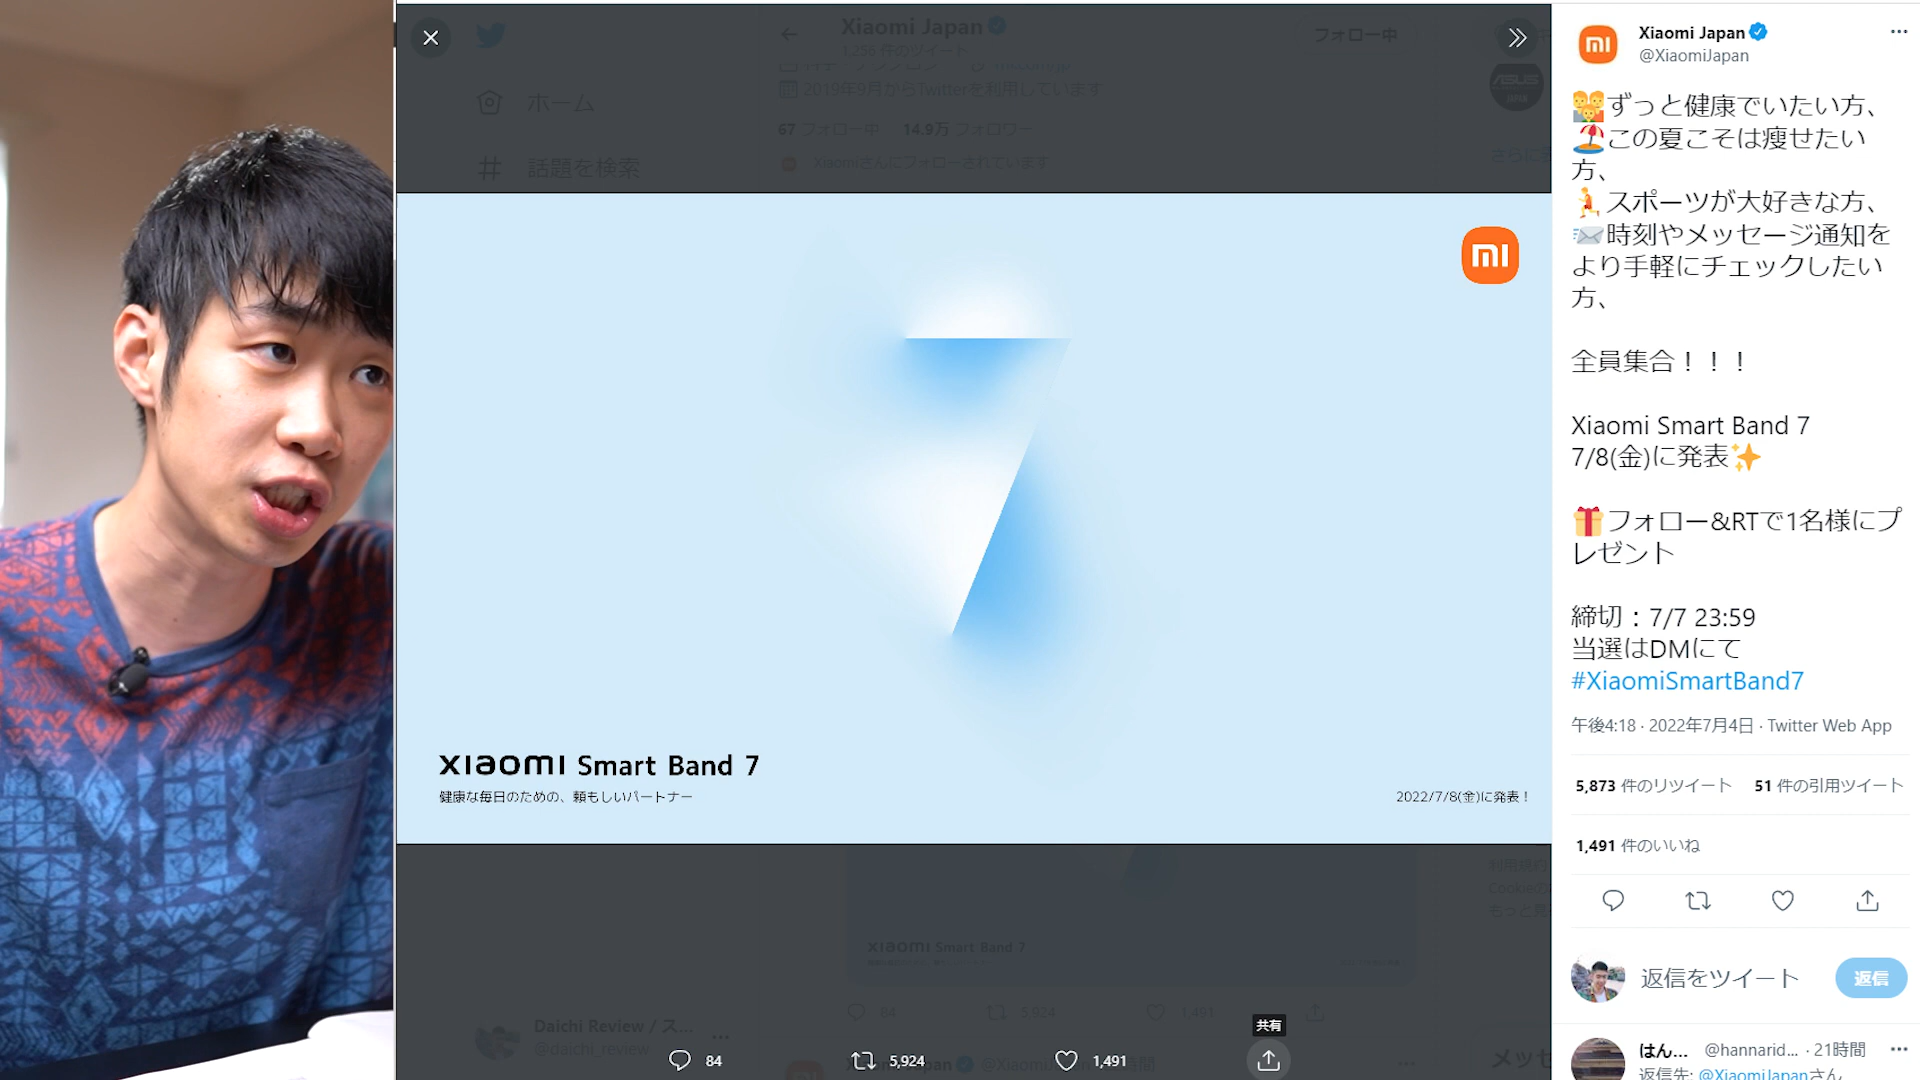 Xiaomi Japan
1,256 件のツイート
フォロー中
2019年9月からTwitterを利用しています
ホーム
67 フォロー中 14.9万 フォロワー
Xiaomiさんにフォローされています
話題を検索
mi
xiaomi Smart Band 7
健康な毎日のための、頼もしいパートナー
2022/7/8(金)に発表！
xiaomi Smart Band 7
84
5,924
1,491
Daichi Review / ス...
@daichi_review
共有
84
5,924
1,491
mi
Xiaomi Japan
@XiaomiJapan
ずっと健康でいたい方、
この夏こそは痩せたい
方、
スポーツが大好きな方、
時刻やメッセージ通知を
より手軽にチェックしたい
方、
全員集合！！！
Xiaomi Smart Band 7
7/8(金)に発表
フォロー&RTで1名様にプ
レゼント
締切：7/7 23:59
当選はDMにて
#XiaomiSmartBand7
午後4:18 · 2022年7月4日 · Twitter Web App
5,873 件のリツイート 51 件の引用ツイート
1,491 件のいいね
返信をツイート
返信
はん... @hannarid... · 21時間
返信先: @XiaomiJapanさん